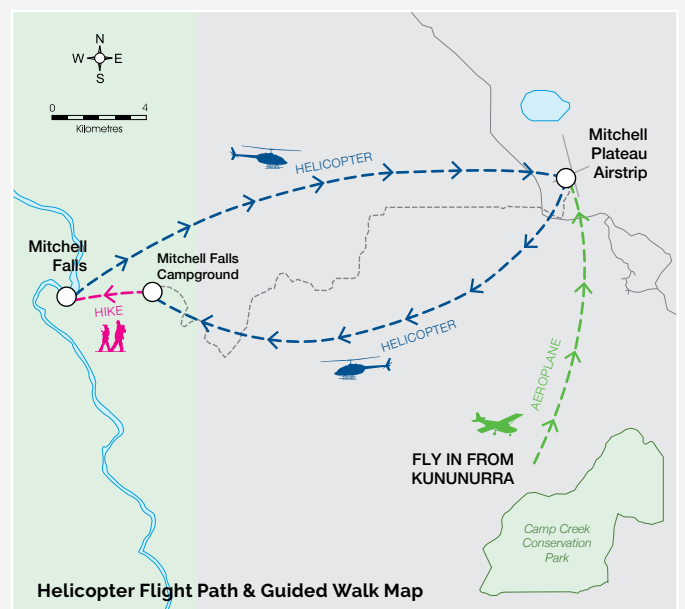 N
W E
S
0 4
Kilometres
Mitchell
Plateau
Airstrip
HELICOPTER
Mitchell
Falls
Mitchell Falls
Campground
HIKE
HELICOPTER
AEROPLANE
FLY IN FROM
KUNUNURRA
Camp Creek
Conservation
Park
Helicopter Flight Path & Guided Walk Map